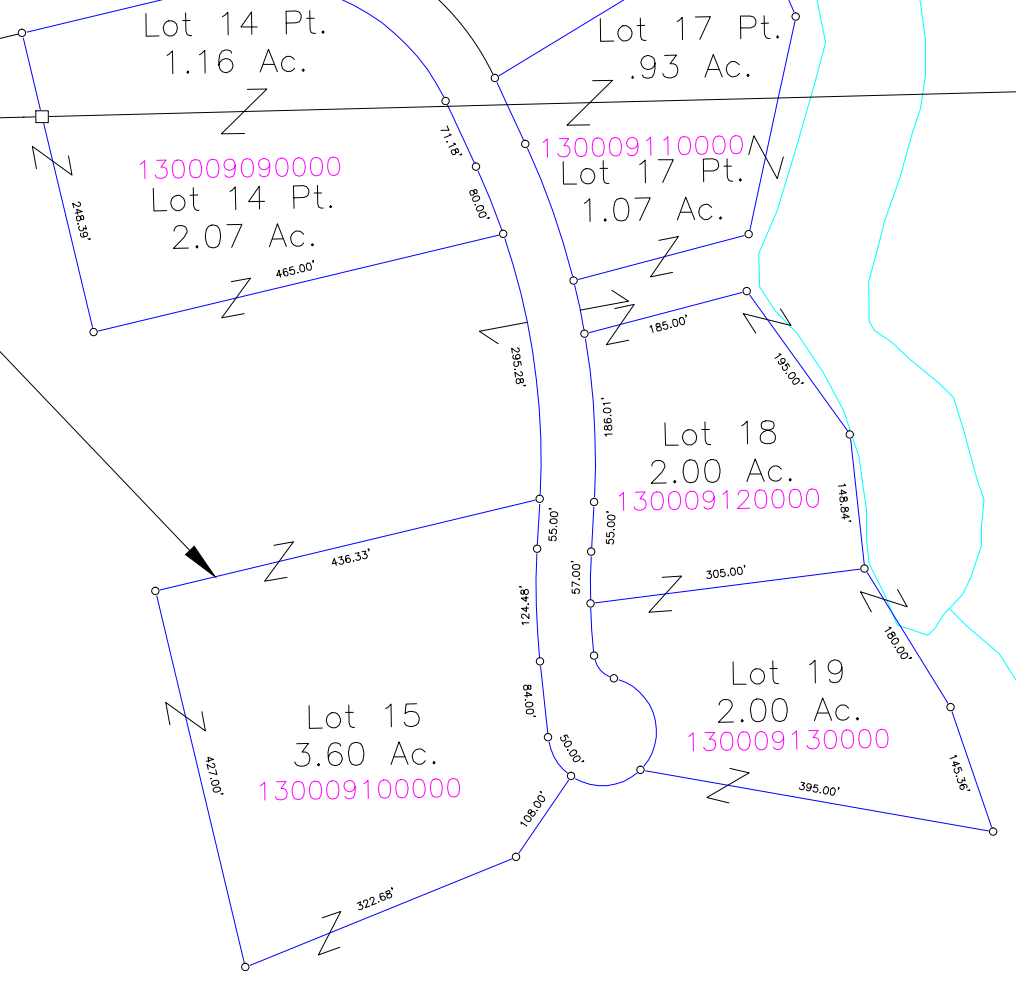 Lot 14 Pt.
1.16 Ac.
Lot 17 Pt.
.93 Ac.
71.18'
130009090000
130009110000
Lot 14 Pt.
2.07 Ac.
Lot 17 Pt.
1.07 Ac.
80.00'
248.39'
465.00'
185.00'
295.28'
195.00'
186.01'
Lot 18
2.00 Ac.
130009120000
148.84'
55.00'
55.00'
436.33'
57.00'
305.00'
124.48'
180.00'
Lot 19
2.00 Ac.
130009130000
84.00'
Lot 15
3.60 Ac.
130009100000
50.00'
427.00'
145.36'
395.00'
108.00'
322.68'